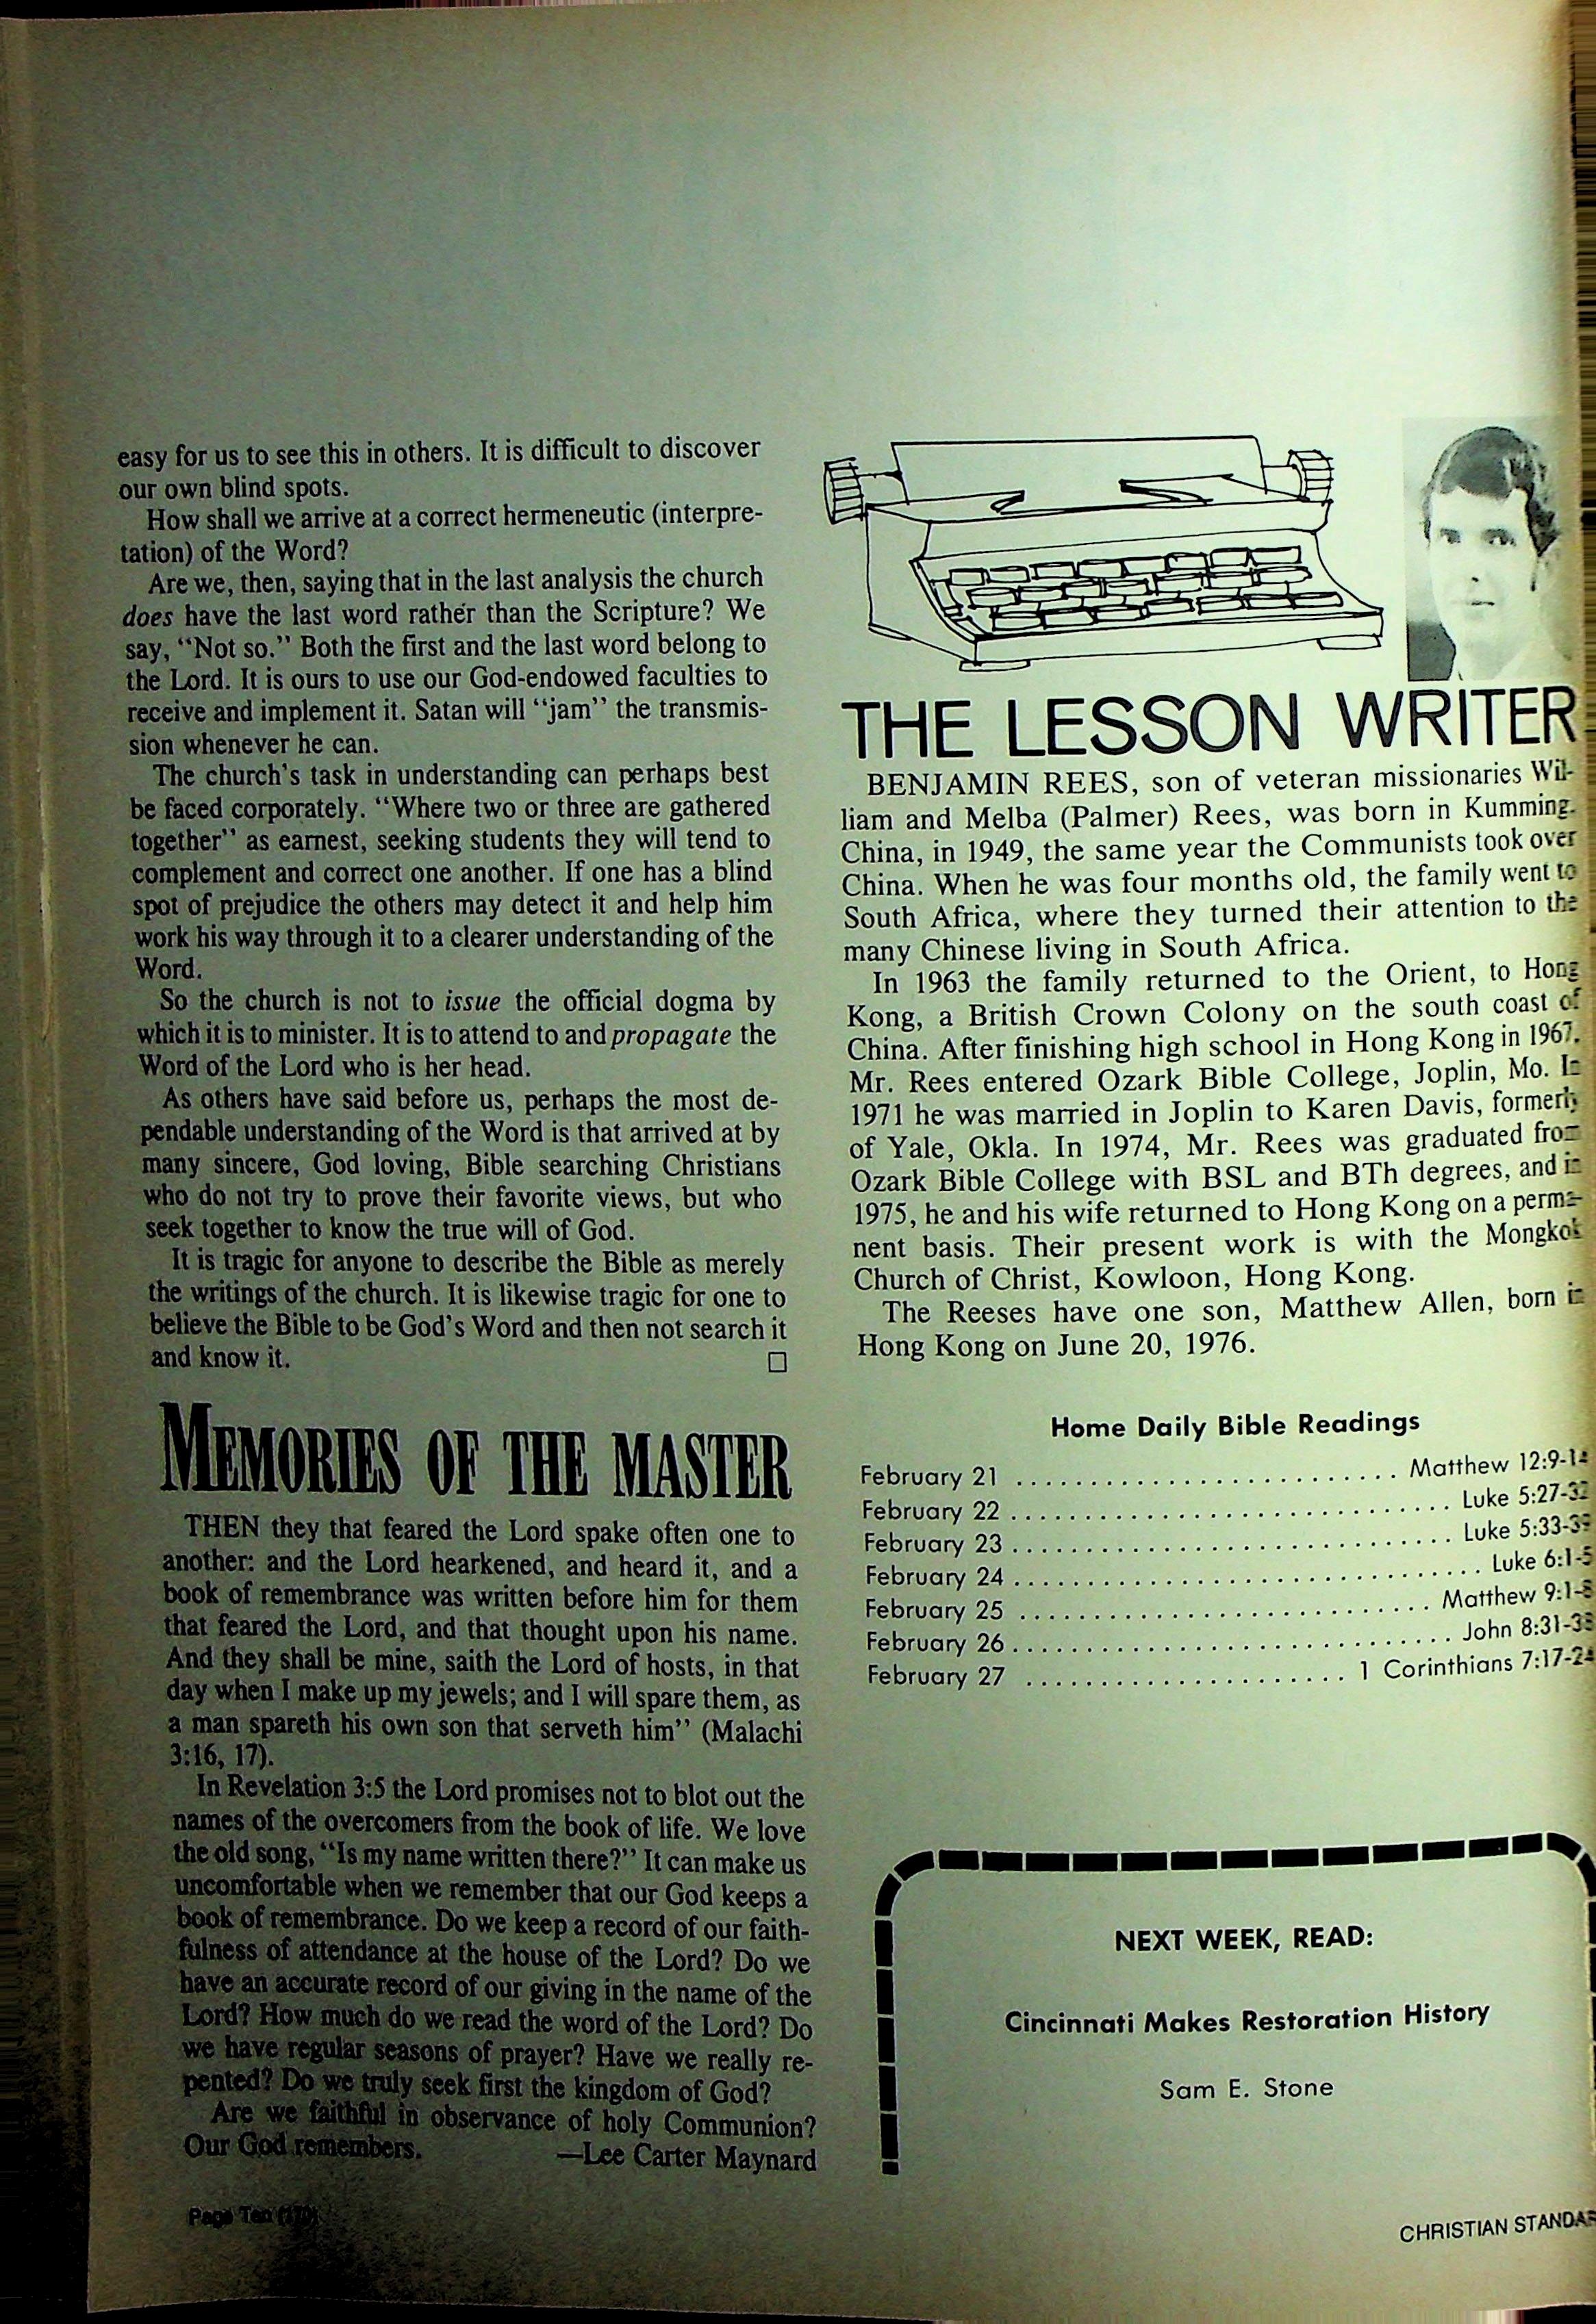 easy for us to see this in others. It is difficult to discover
our own blind spots.
How shall we arrive at a correct hermeneutic (interpre-
tation) of the Word?
Are we, then, saying that in the last analysis the church
does have the last word rather than the Scripture? We
say, “Not so.” Both the first and the last word belong to
the Lord. It is ours to use our God-endowed faculties to
receive and implement it. Satan will “jam” the transmis-
sion whenever he can.
The church’s task in understanding can perhaps best
be faced corporately. “Where two or three are gathered
together” as earnest, seeking students they will tend to
complement and correct one another. If one has a blind
spot of prejudice the others may detect it and help him
work his way through it to a clearer understanding of the
Word.
So the church is not to issue the official dogma by
which it is to minister. It is to attend to and propagate the
Word of the Lord who is her head.
As others have said before us, perhaps the most de-
pendable understanding of the Word is that arrived at by
many sincere, God loving, Bible searching Christians
who do not try to prove their favorite views, but who
seek together to know the true will of God.
It is tragic for anyone to describe the Bible as merely
the writings of the church. It is likewise tragic for one to
believe the Bible to be God’s Word and then not search it
and know it. □
MEMORIES OF THE MASTER
THEN they that feared the Lord spake often one to
another: and the Lord hearkened, and heard it, and a
book of remembrance was written before him for them
that feared the Lord, and that thought upon his name.
And they shall be mine, saith the Lord of hosts, in that
day when I make up my jewels; and I will spare them, as
a man spareth his own son that serveth him” (Malachi
3:16, 17).
In Revelation 3:5 the Lord promises not to blot out the
names of the overcomers from the book of life. We love
the old song, “Is my name written there?” It can make us
uncomfortable when we remember that our God keeps a
book of remembrance. Do we keep a record of our faith-
fulness of attendance at the house of the Lord? Do we
have an accurate record of our giving in the name of the
Lord? How much do we read the word of the Lord? Do
we have regular seasons of prayer? Have we really re-
pented? Do we truly seek first the kingdom of God?
Are we faithful in observance of holy Communion?
Our God remembers. —Lee Carter Maynard
Page Ten
THE LESSON WRITER
BENJAMIN REES, son of veteran missionaries Wil-
liam and Melba (Palmer) Rees, was born in Kumming.
China, in 1949, the same year the Communists took over
China. When he was four months old, the family went to
South Africa, where they turned their attention to the
many Chinese living in South Africa.
In 1963 the family returned to the Orient, to Hong
Kong, a British Crown Colony on the south coast of
China. After finishing high school in Hong Kong in 1967.
Mr. Rees entered Ozark Bible College, Joplin, Mo. In
1971 he was married in Joplin to Karen Davis, formerly
of Yale, Okla. In 1974, Mr. Rees was graduated from
Ozark Bible College with BSL and BTh degrees, and in
1975, he and his wife returned to Hong Kong on a perma-
nent basis. Their present work is with the Mongkok
Church of Christ, Kowloon, Hong Kong.
The Reeses have one son, Matthew Allen, born in
Hong Kong on June 20, 1976.
Home Daily Bible Readings
February 21 ........................ Matthew 12:9-14
February 22 ............................ Luke 5:27-32
February 23 ............................ Luke 5:33-39
February 24 .............................. Luke 6:1-5
February 25 .......................... Matthew 9:1-8
February 26 ............................ John 8:31-38
February 27 .................... 1 Corinthians 7:17-24
NEXT WEEK, READ:
Cincinnati Makes Restoration History
Sam E. Stone
CHRISTIAN STANDAR